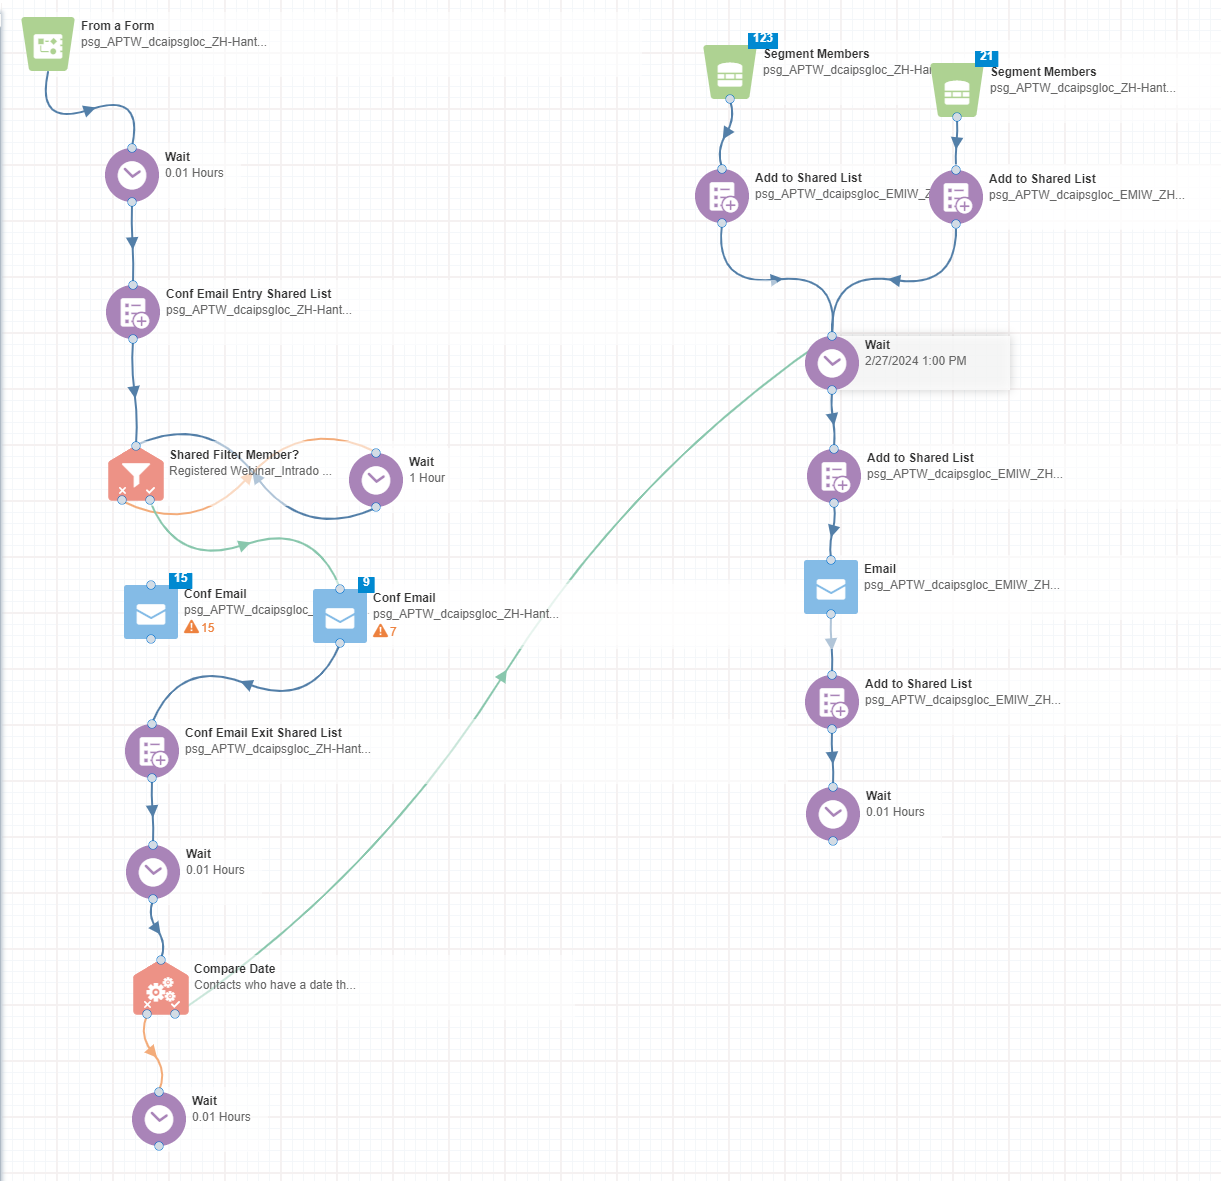 From a Form
psg_APTW_dcaipsgloc_ZH-Hant...
Wait
0.01 Hours
Conf Email Entry Shared List
psg_APTW_dcaipsgloc_ZH-Hant...
Shared Filter Member?
Registered Webinar_Intrado ...
Wait
1 Hour
15
Conf Email
psg_APTW_dcaipsgloc_
15
9
Conf Email
psg_APTW_dcaipsgloc_ZH-Hant...
7
Conf Email Exit Shared List
psg_APTW_dcaipsgloc_ZH-Hant...
Wait
0.01 Hours
Compare Date
Contacts who have a date th...
Wait
0.01 Hours
123
Segment Members
psg_APTW_dcaipsgloc_ZH-Har
21
Segment Members
psg_APTW_dcaipsgloc_ZH-Hant...
Add to Shared List
psg_APTW_dcaipsgloc_EMIW_Z
Add to Shared List
psg_APTW_dcaipsgloc_EMIW_ZH...
Wait
2/27/2024 1:00 PM
Add to Shared List
psg_APTW_dcaipsgloc_EMIW_ZH...
Email
psg_APTW_dcaipsgloc_EMIW_ZH...
Add to Shared List
psg_APTW_dcaipsgloc_EMIW_ZH...
Wait
0.01 Hours